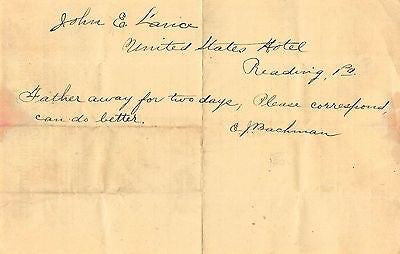 John E. Lance
United States Hotel
Reading, Pa.
Father away for two days, Please correspond,
can do better.
E. J. Bachman